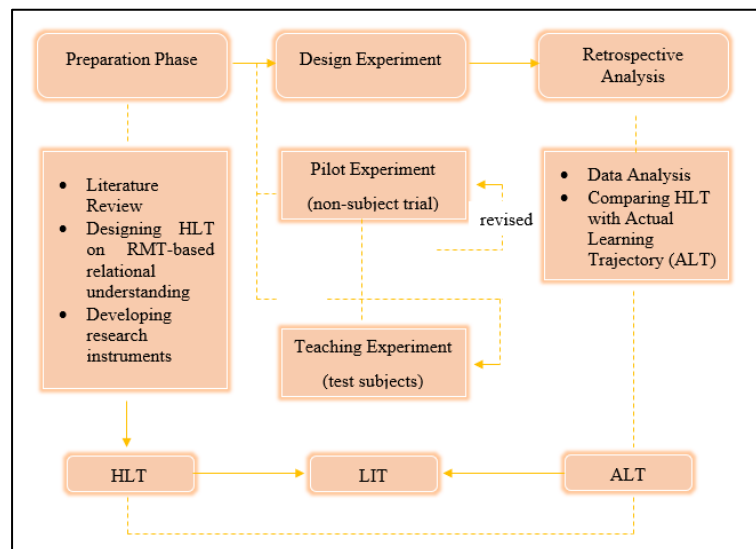 Preparation Phase
Design Experiment
Retrospective
Analysis
• Literature
Review
• Designing HLT
on RMT-based
relational
understanding
• Developing
research
instruments
Pilot Experiment
(non-subject trial)
revised
Teaching Experiment
(test subjects)
• Data Analysis
• Comparing HLT
with Actual
Learning
Trajectory (ALT)
HLT
LIT
ALT